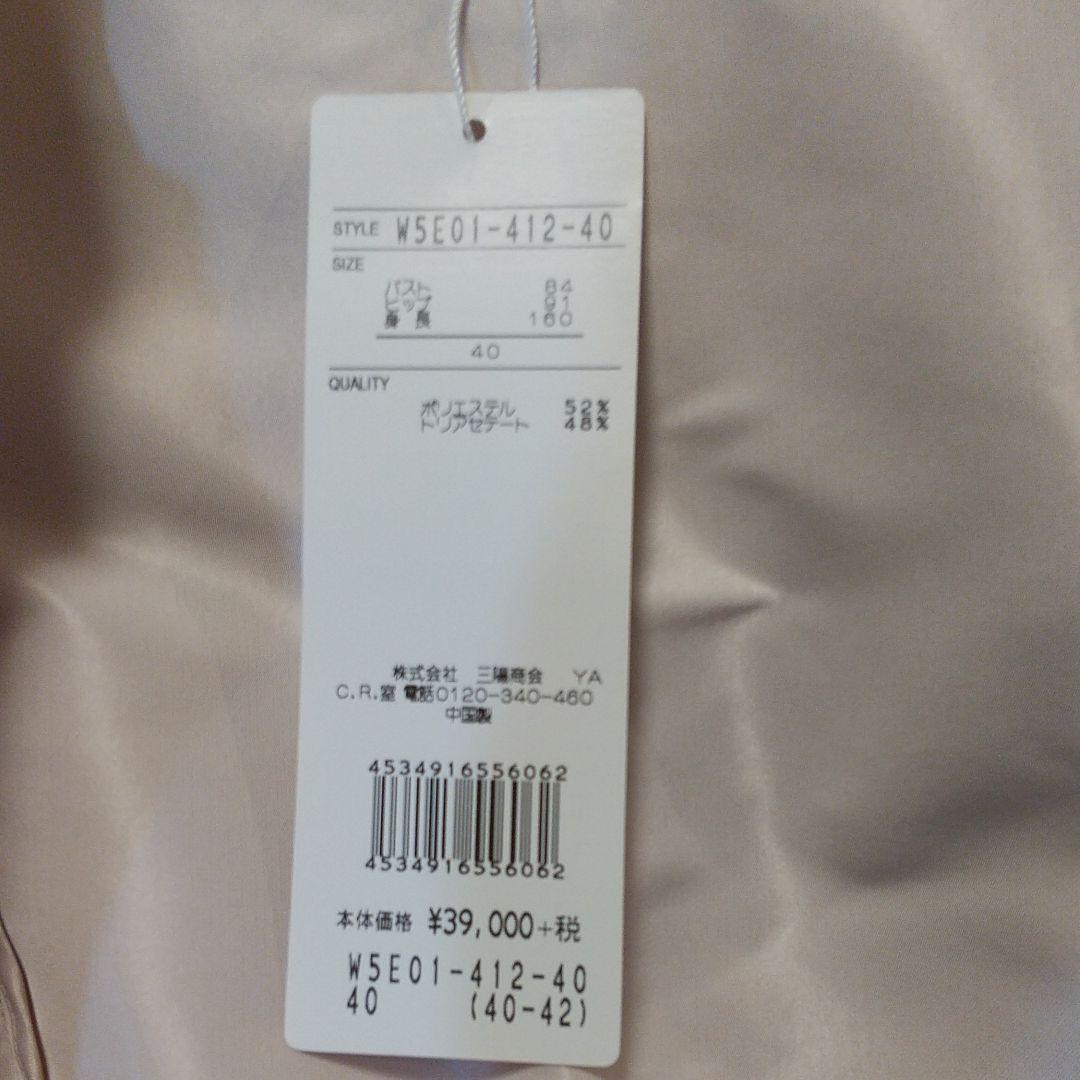 STYLE W5E01-412-40
SIZE
バスト 84
ヒップ 91
身長 160
40
QUALITY
ポリエステル 52%
トリアセテート 48%
株式会社 三陽商会 YA
C.R.室 電話0120-340-460
中国製
4534916556062
4534916556062
本体価格 ¥39,000+税
W5E01-412-40
40 (40-42)